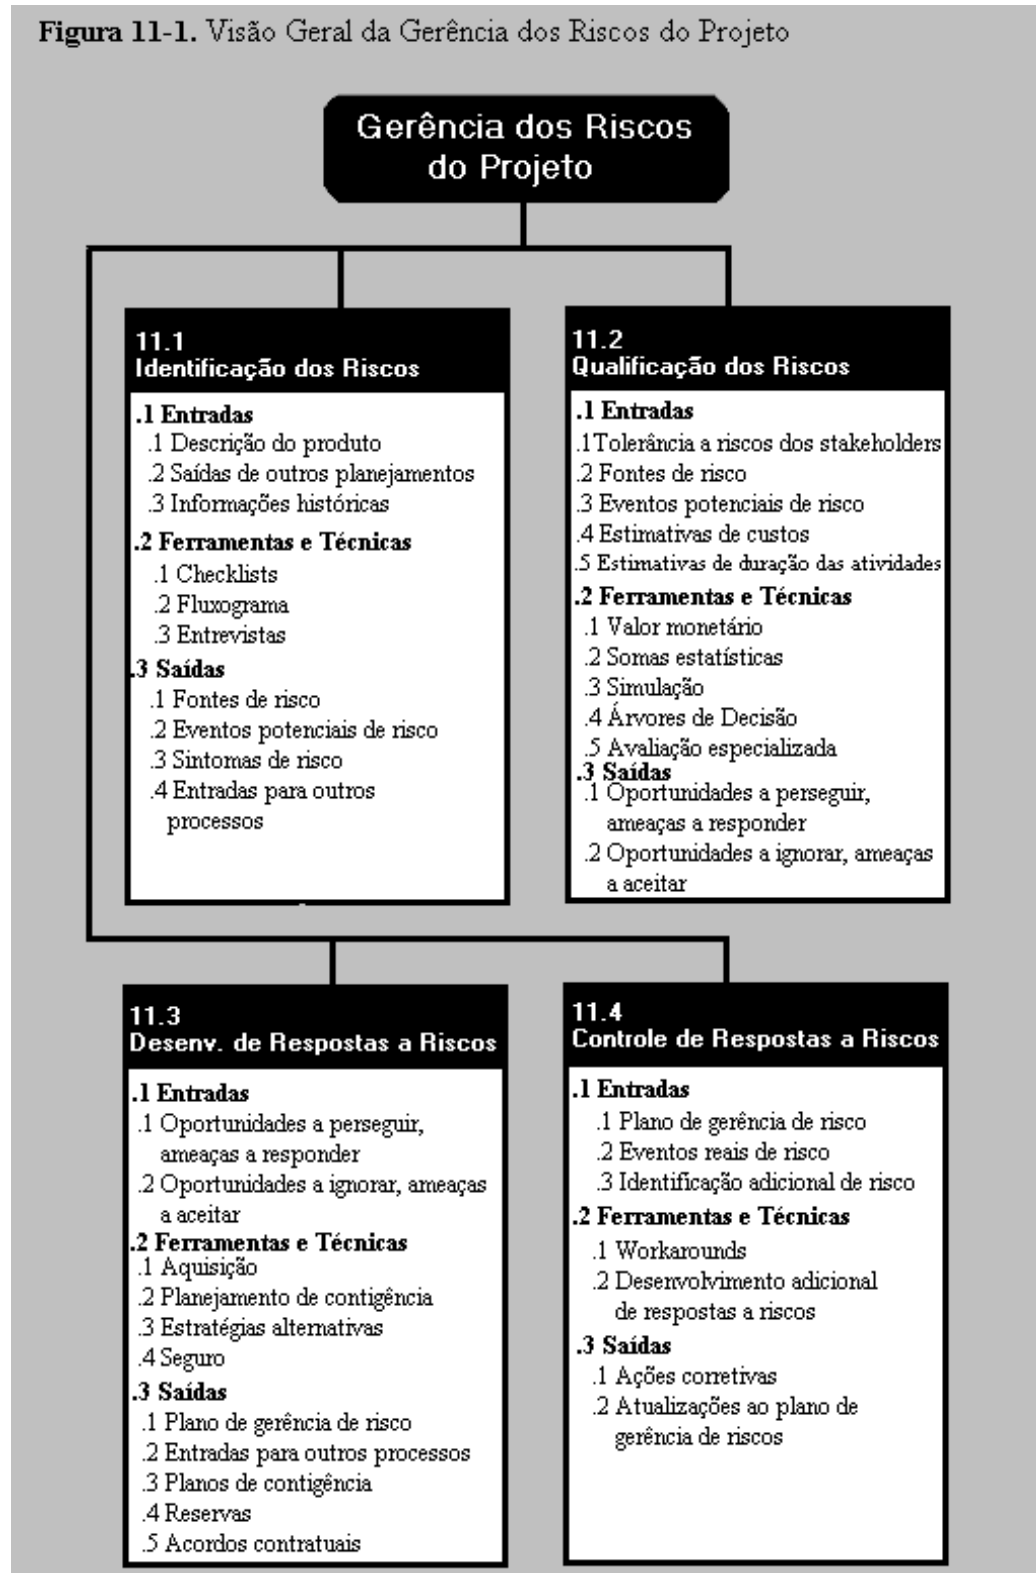 Figura 11-1. Visão Geral da Gerência dos Riscos do Projeto
Gerência dos Riscos
do Projeto
11.1
Identificação dos Riscos
.1 Entradas
.1 Descrição do produto
.2 Saídas de outros planejamentos
.3 Informações históricas
.2 Ferramentas e Técnicas
.1 Checklists
.2 Fluxograma
.3 Entrevistas
.3 Saídas
.1 Fontes de risco
.2 Eventos potenciais de risco
.3 Sintomas de risco
.4 Entradas para outros
processos
11.2
Qualificação dos Riscos
.1 Entradas
.1Tolerância a riscos dos stakeholders
.2 Fontes de risco
.3 Eventos potenciais de risco
.4 Estimativas de custos
.5 Estimativas de duração das atividades
.2 Ferramentas e Técnicas
.1 Valor monetário
.2 Somas estatísticas
.3 Simulação
.4 Árvores de Decisão
.5 Avaliação especializada
.3 Saídas
.1 Oportunidades a perseguir,
ameaças a responder
.2 Oportunidades a ignorar, ameaças
a aceitar
11.3
Desenv. de Respostas a Riscos
.1 Entradas
.1 Oportunidades a perseguir,
ameaças a responder
.2 Oportunidades a ignorar, ameaças
a aceitar
.2 Ferramentas e Técnicas
.1 Aquisição
.2 Planejamento de contigência
.3 Estratégias alternativas
.4 Seguro
.3 Saídas
.1 Plano de gerência de risco
.2 Entradas para outros processos
.3 Planos de contigência
.4 Reservas
.5 Acordos contratuais
11.4
Controle de Respostas a Riscos
.1 Entradas
.1 Plano de gerência de risco
.2 Eventos reais de risco
.3 Identificação adicional de risco
.2 Ferramentas e Técnicas
.1 Workarounds
.2 Desenvolvimento adicional
de respostas a riscos
.3 Saídas
.1 Ações corretivas
.2 Atualizações ao plano de
gerência de riscos